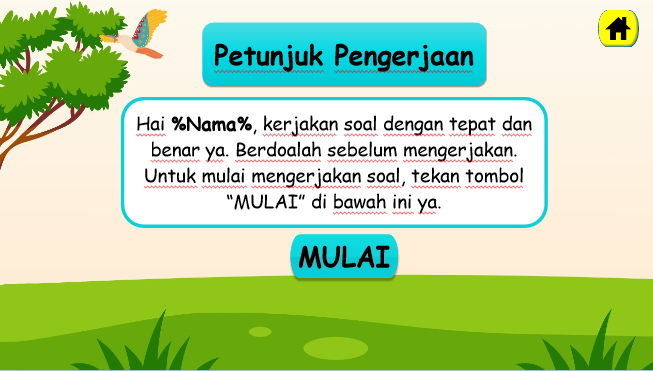 Petunjuk Pengerjaan
Hai %Nama%, kerjakan soal dengan tepat dan
benar ya. Berdoalah sebelum mengerjakan.
Untuk mulai mengerjakan soal, tekan tombol
“MULAI” di bawah ini ya.
MULAI